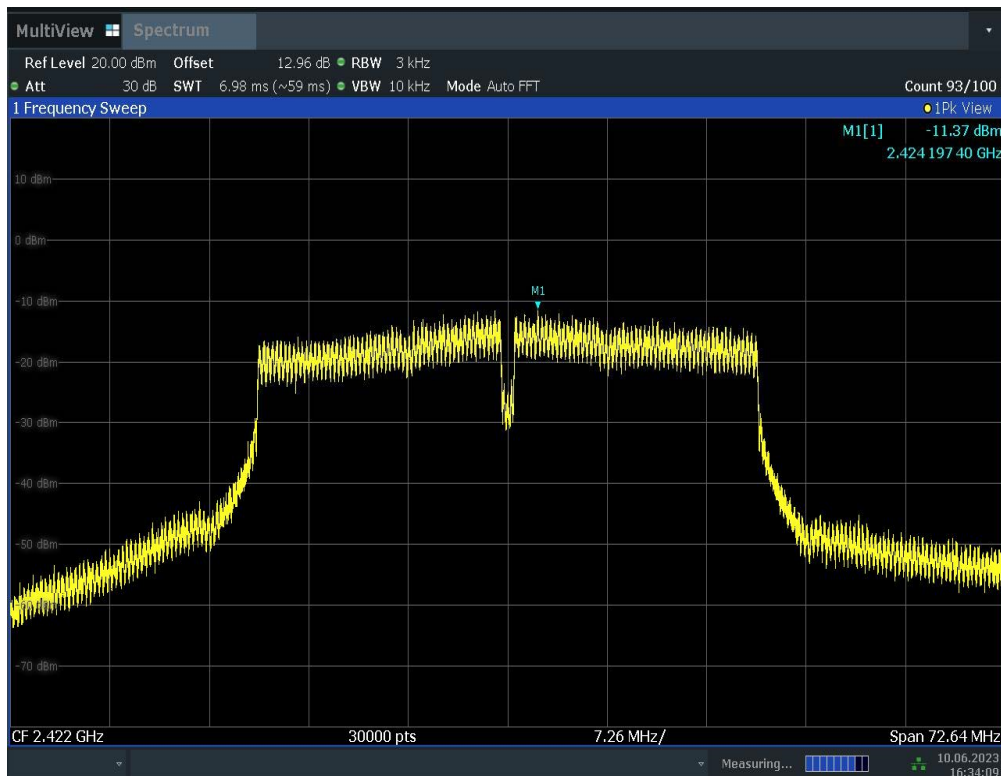 MultiView Spectrum
Ref Level 20.00 dBm Offset 12.96 dB RBW 3 kHz
Att 30 dB SWT 6.98 ms (~59 ms) VBW 10 kHz Mode Auto FFT Count 93/100
1 Frequency Sweep 1Pk View
M1[1] -11.37 dBm
2.424 197 40 GHz
10 dBm
0 dBm
M1
-10 dBm
-20 dBm
-30 dBm
-40 dBm
-50 dBm
-70 dBm
CF 2.422 GHz 30000 pts 7.26 MHz/ Span 72.64 MHz
Measuring... 10.06.2023
16:34:09